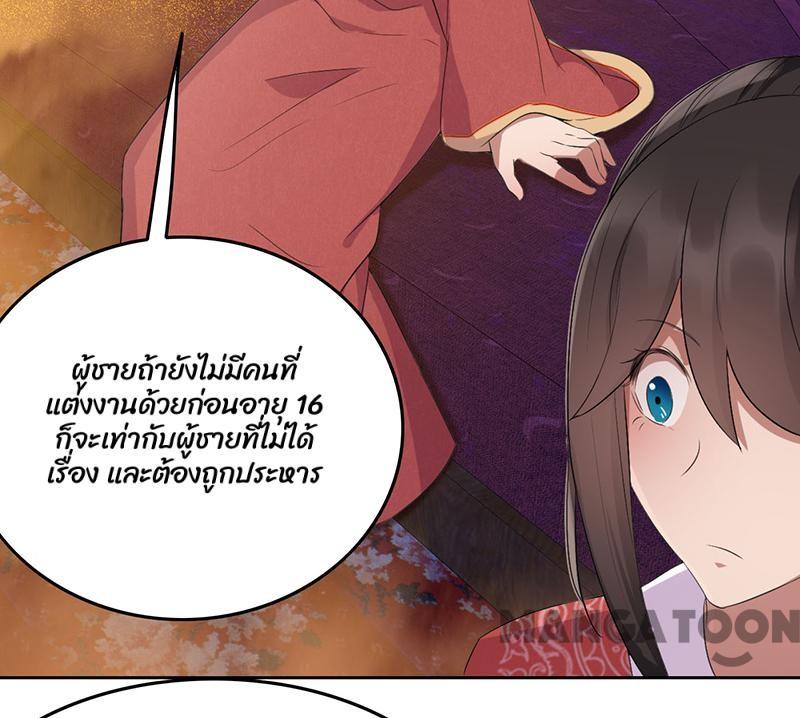 ผู้ชายถ้ายังไม่มีคนที่
แต่งงานด้วยก่อนอายุ 16
ก็จะเท่ากับผู้ชายที่ไม่ได้
เรื่อง และต้องถูกประหาร
MANGATOON